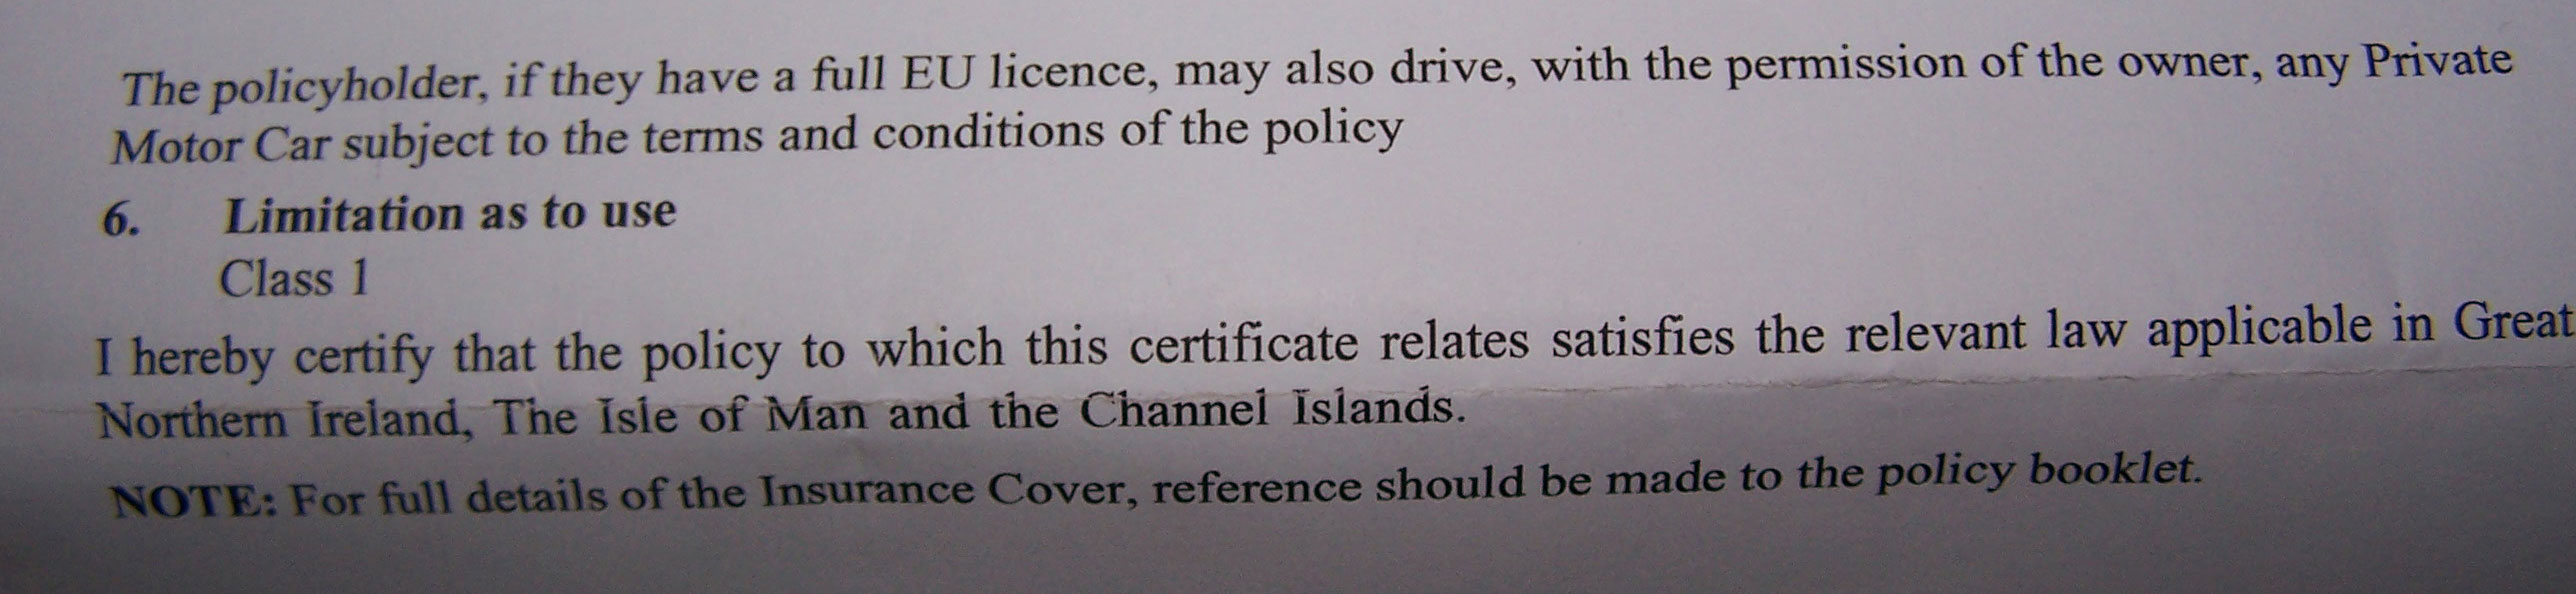 The policyholder, if they have a full EU licence, may also drive, with the permission of the owner, any Private
Motor Car subject to the terms and conditions of the policy
6. Limitation as to use
Class 1
I hereby certify that the policy to which this certificate relates satisfies the relevant law applicable in Great
Northern Ireland, The Isle of Man and the Channel Islands.
NOTE: For full details of the Insurance Cover, reference should be made to the policy booklet.